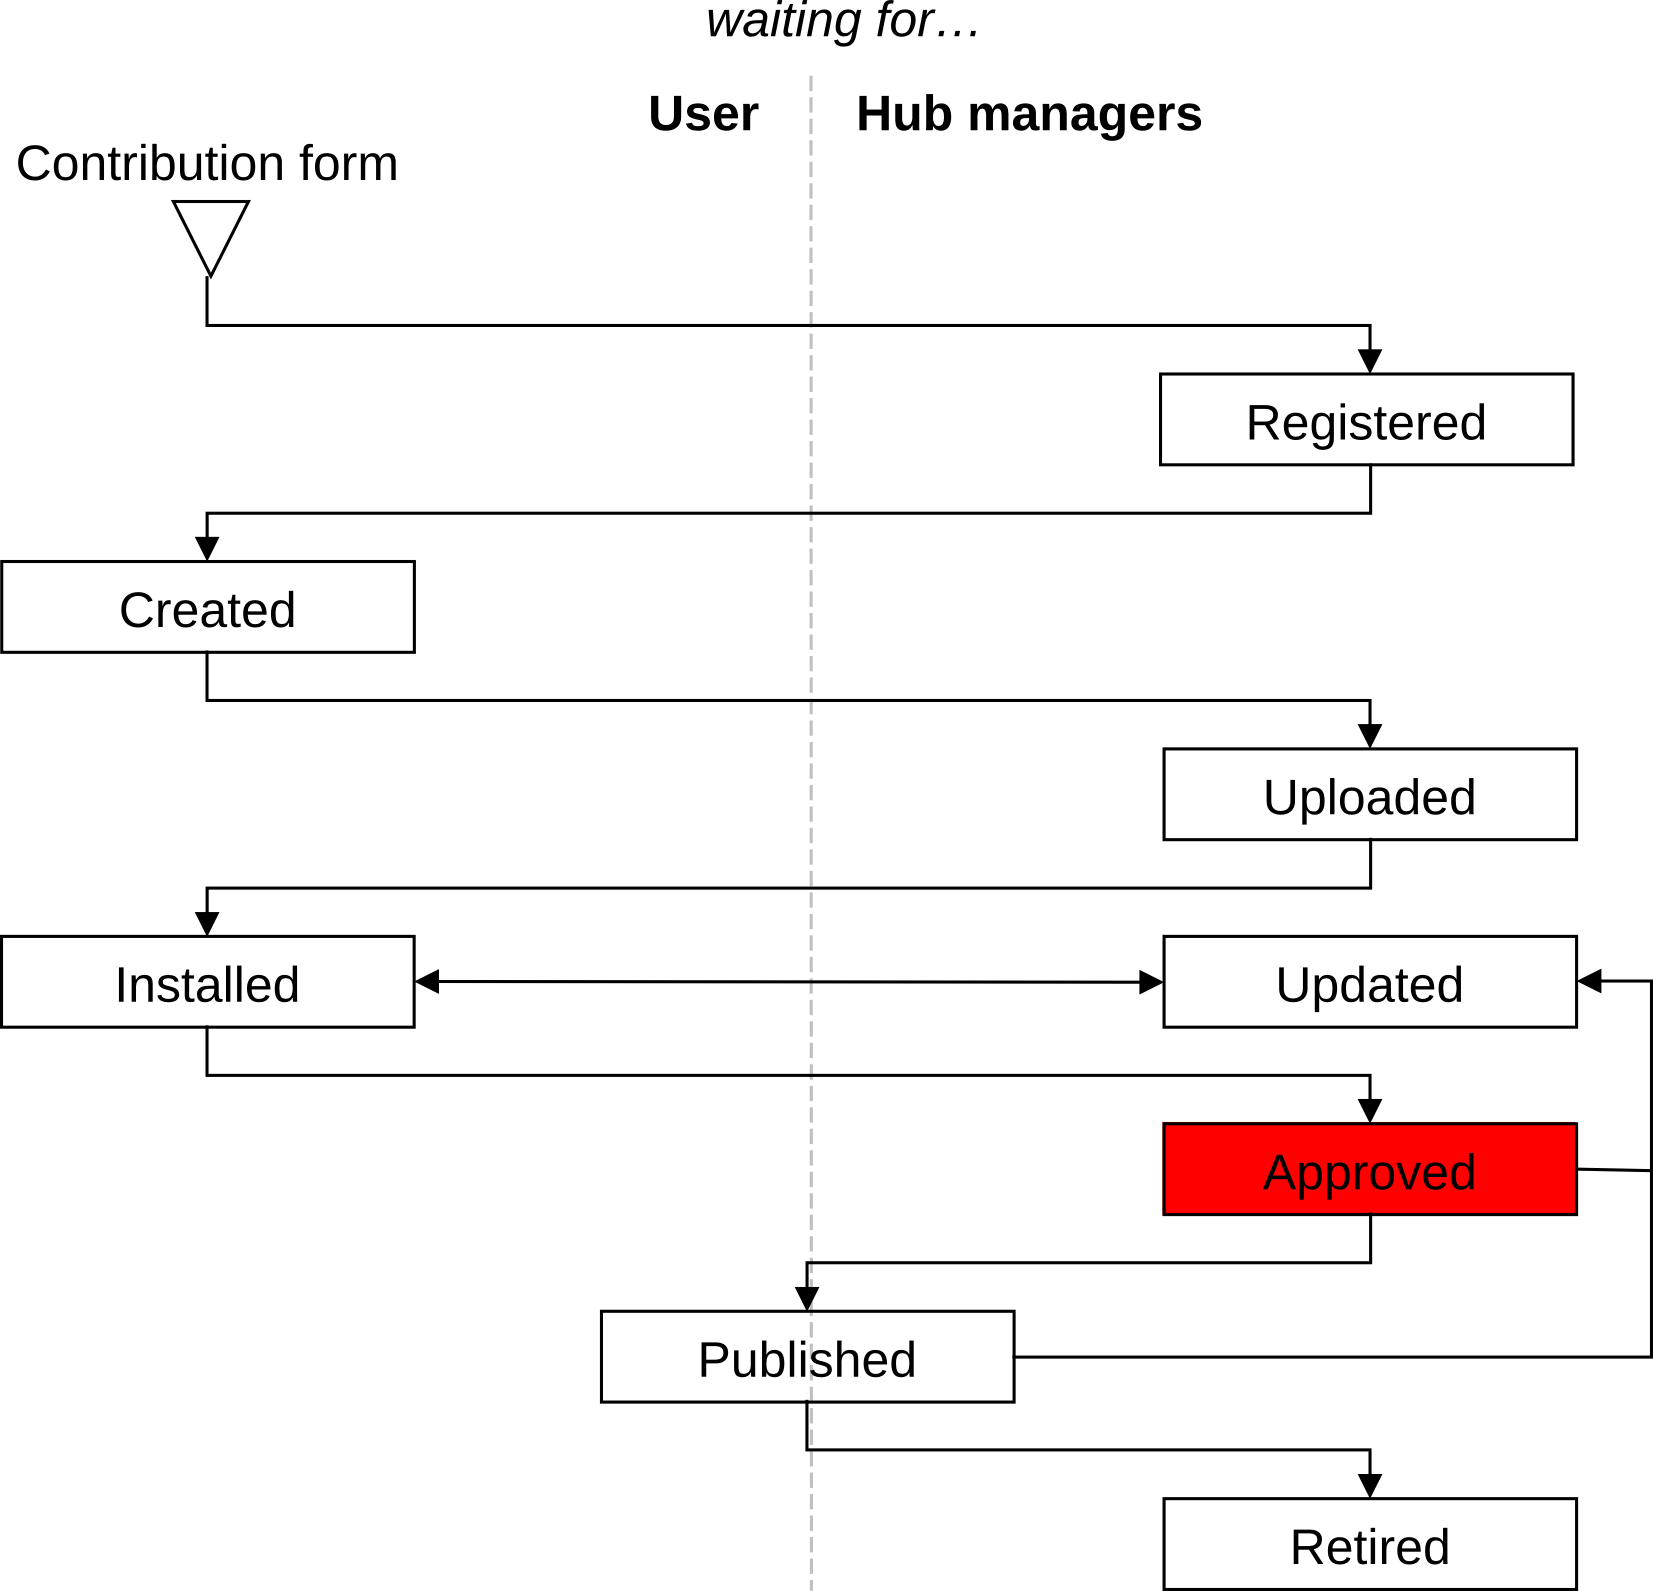 waiting for…
User
Hub managers
Contribution form
Registered
Created
Uploaded
Installed
Updated
Approved
Published
Retired